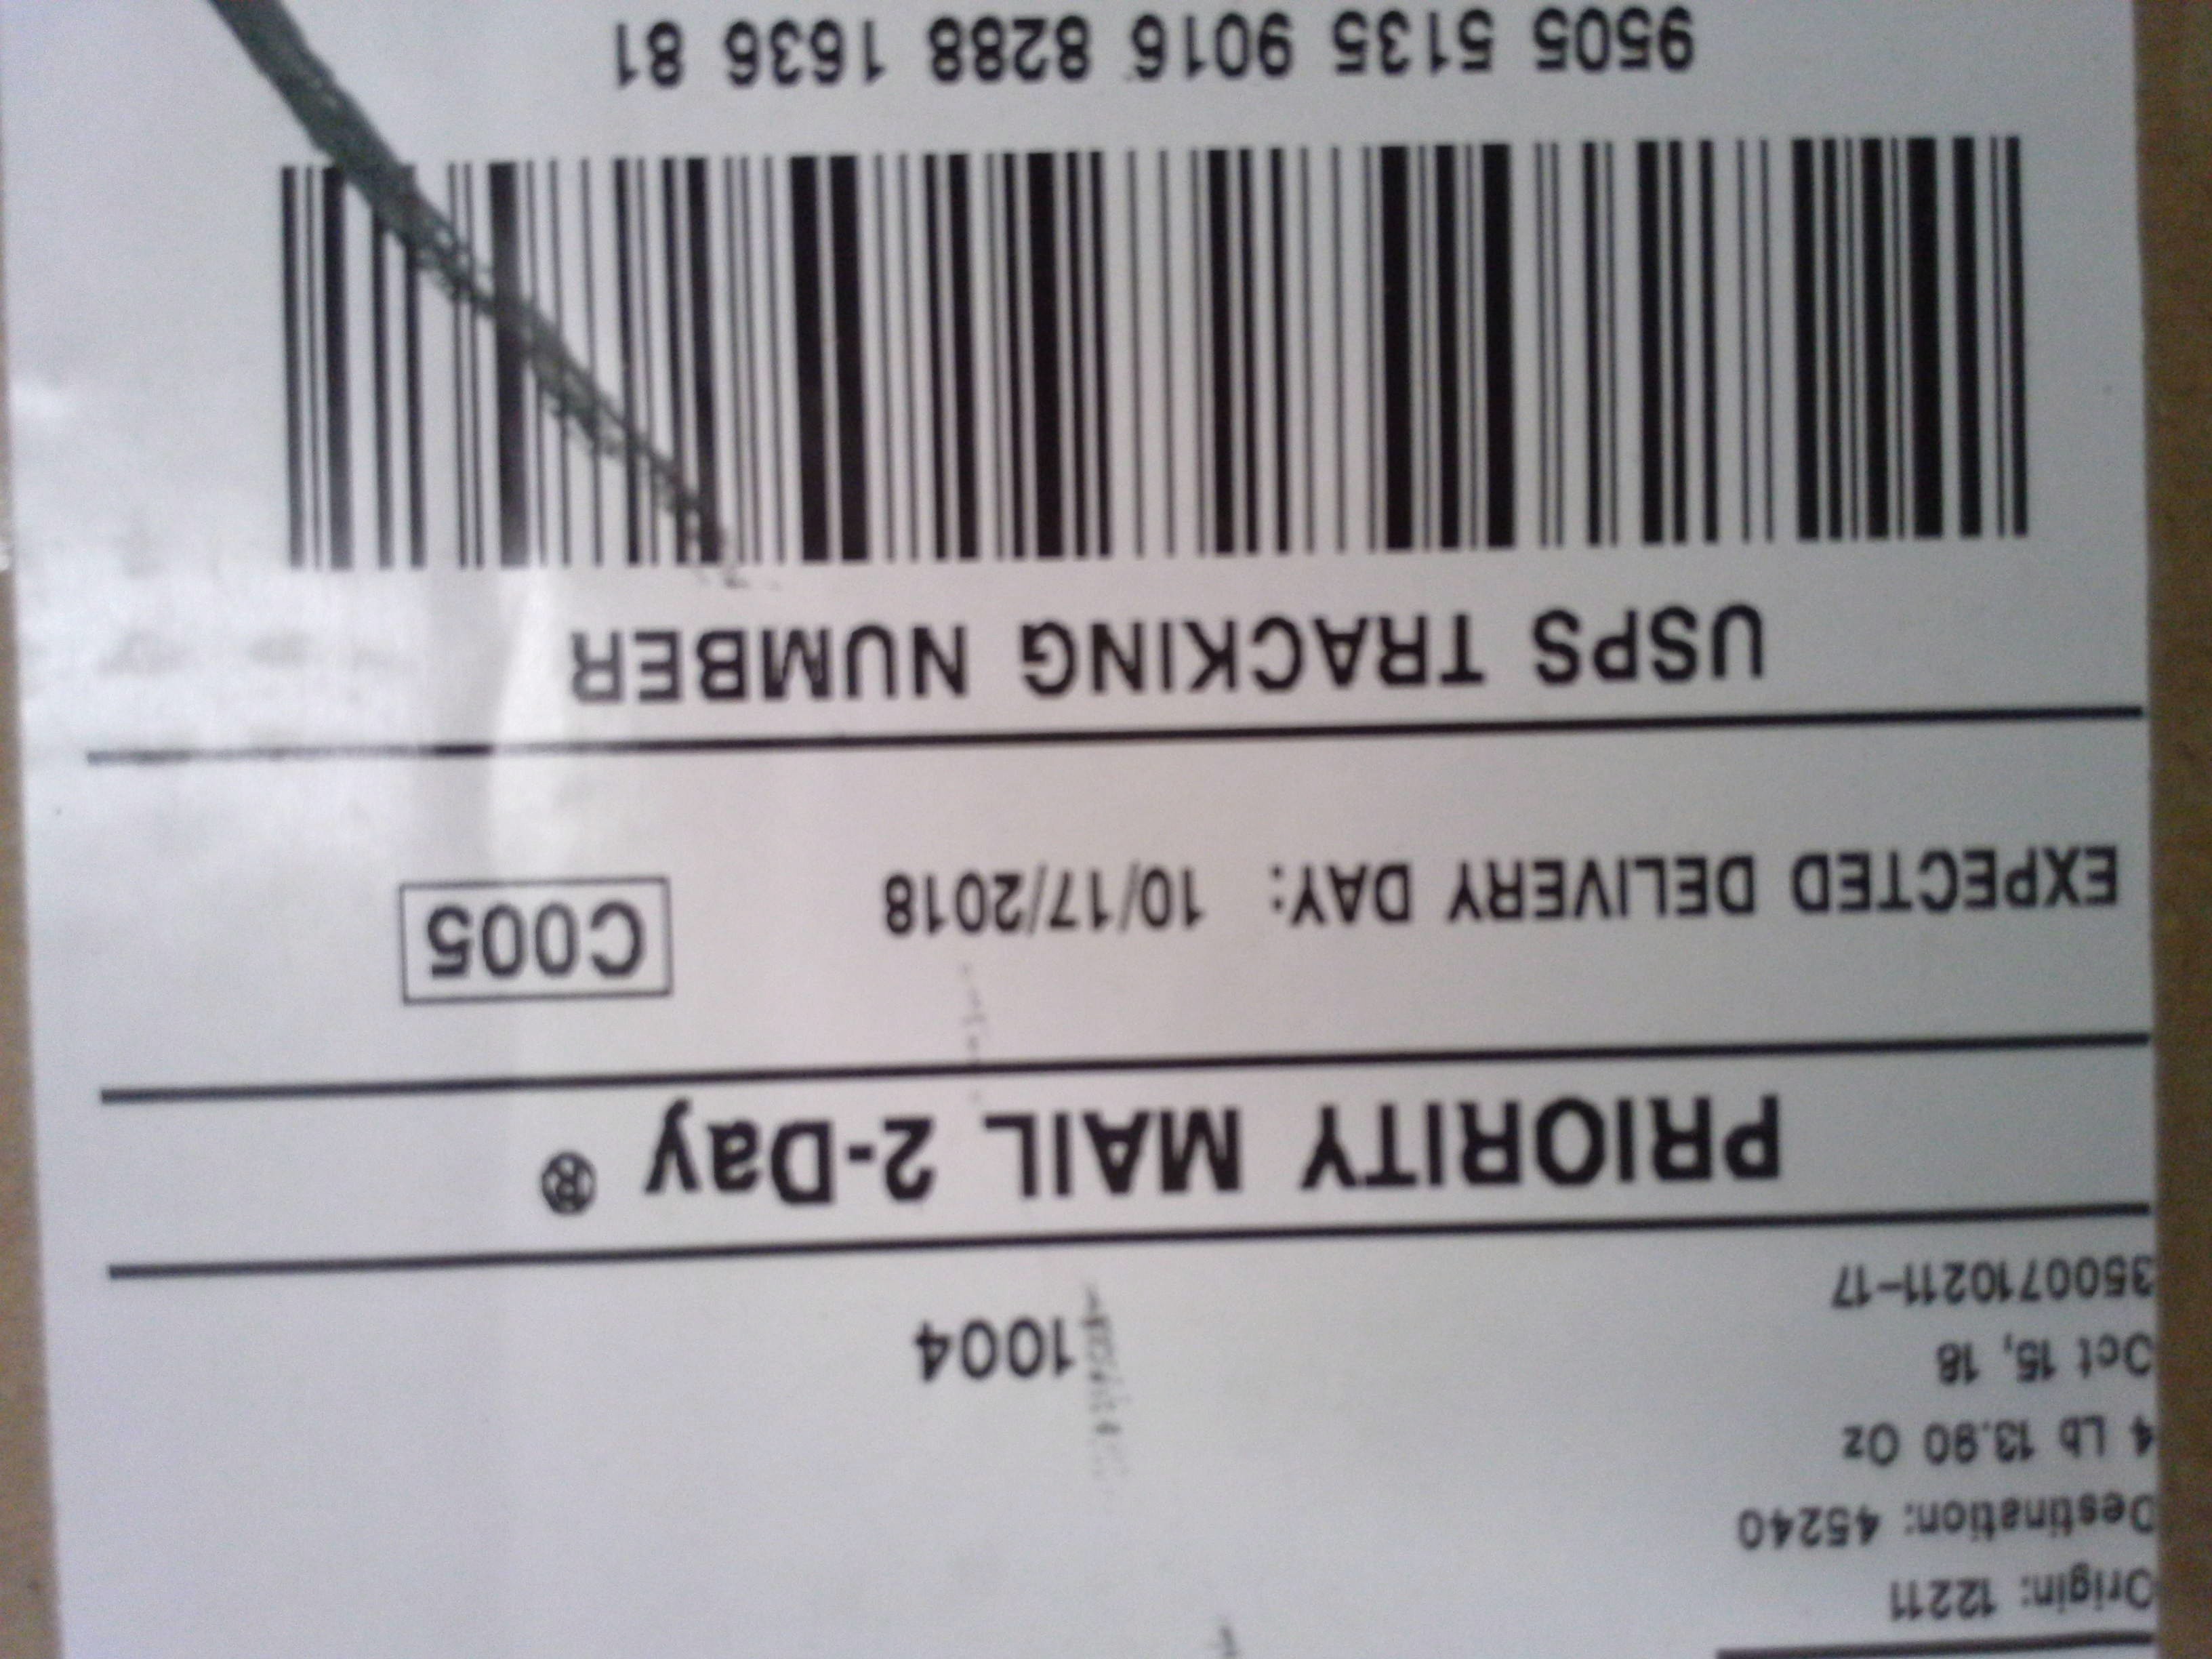 Origin: 12211
Destination: 45240
4 Lb 13.90 Oz
Oct 15, 18
3500710211-17
1004
PRIORITY MAIL 2-Day ®
EXPECTED DELIVERY DAY: 10/17/2018
C005
USPS TRACKING NUMBER
9505 5135 9016 8288 1636 81